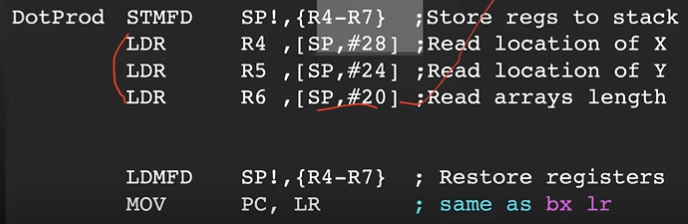 DotProd STMFD SP!,{R4-R7} ;Store regs to stack
LDR R4 ,[SP,#28] ;Read location of X
LDR R5 ,[SP,#24] ;Read location of Y
LDR R6 ,[SP,#20] ;Read arrays length
LDMFD SP!,{R4-R7} ; Restore registers
MOV PC, LR ; same as bx lr